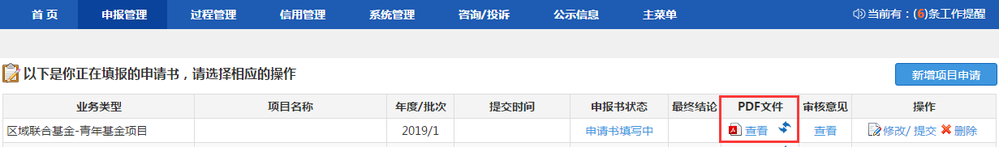 首 页 申报管理 过程管理 信用管理 系统管理 咨询/投诉 公示信息 主菜单 当前有：(6)条工作提醒
以下是你正在填报的申请书，请选择相应的操作 新增项目申请
业务类型 项目名称 年度/批次 提交时间 申报书状态 最终结论 PDF文件 审核意见 操作
区域联合基金-青年基金项目 2019/1 申请书填写中 查看 查看 修改/ 提交 删除